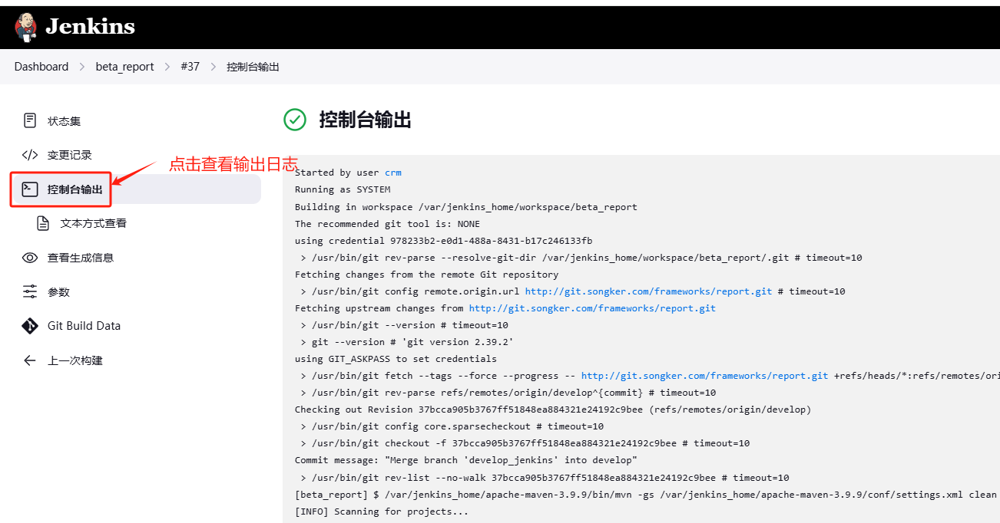 Jenkins
Dashboard > beta_report > #37 > 控制台输出
状态集
变更记录
控制台输出
文本方式查看
查看生成信息
参数
Git Build Data
上一次构建
点击查看输出日志
控制台输出
Started by user crm
Running as SYSTEM
Building in workspace /var/jenkins_home/workspace/beta_report
The recommended git tool is: NONE
using credential 978233b2-e0d1-488a-8431-b17c246133fb
> /usr/bin/git rev-parse --resolve-git-dir /var/jenkins_home/workspace/beta_report/.git # timeout=10
Fetching changes from the remote Git repository
> /usr/bin/git config remote.origin.url http://git.songker.com/frameworks/report.git # timeout=10
Fetching upstream changes from http://git.songker.com/frameworks/report.git
> /usr/bin/git --version # timeout=10
> git --version # 'git version 2.39.2'
using GIT_ASKPASS to set credentials
> /usr/bin/git fetch --tags --force --progress -- http://git.songker.com/frameworks/report.git +refs/heads/*:refs/remotes/ori
> /usr/bin/git rev-parse refs/remotes/origin/develop^{commit} # timeout=10
Checking out Revision 37bcca905b3767ff51848ea884321e24192c9bee (refs/remotes/origin/develop)
> /usr/bin/git config core.sparsecheckout # timeout=10
> /usr/bin/git checkout -f 37bcca905b3767ff51848ea884321e24192c9bee # timeout=10
Commit message: "Merge branch 'develop_jenkins' into develop"
> /usr/bin/git rev-list --no-walk 37bcca905b3767ff51848ea884321e24192c9bee # timeout=10
[beta_report] $ /var/jenkins_home/apache-maven-3.9.9/bin/mvn -gs /var/jenkins_home/apache-maven-3.9.9/conf/settings.xml clean
[INFO] Scanning for projects...